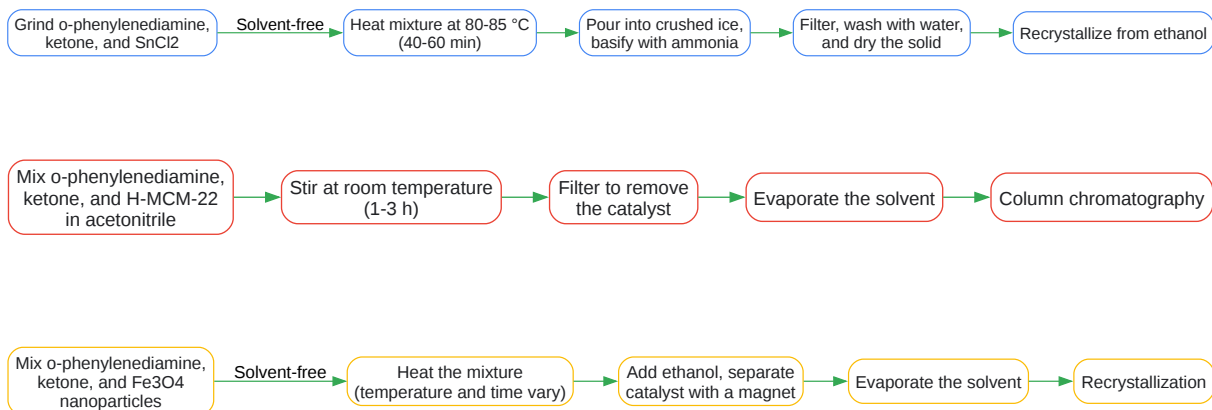 Grind o-phenylenediamine,
ketone, and SnCl2
Solvent-free
Heat mixture at 80-85 °C
(40-60 min)
Pour into crushed ice,
basify with ammonia
Filter, wash with water,
and dry the solid
Recrystallize from ethanol
Mix o-phenylenediamine,
ketone, and H-MCM-22
in acetonitrile
Stir at room temperature
(1-3 h)
Filter to remove
the catalyst
Evaporate the solvent
Column chromatography
Mix o-phenylenediamine,
ketone, and Fe3O4
nanoparticles
Solvent-free
Heat the mixture
(temperature and time vary)
Add ethanol, separate
catalyst with a magnet
Evaporate the solvent
Recrystallization